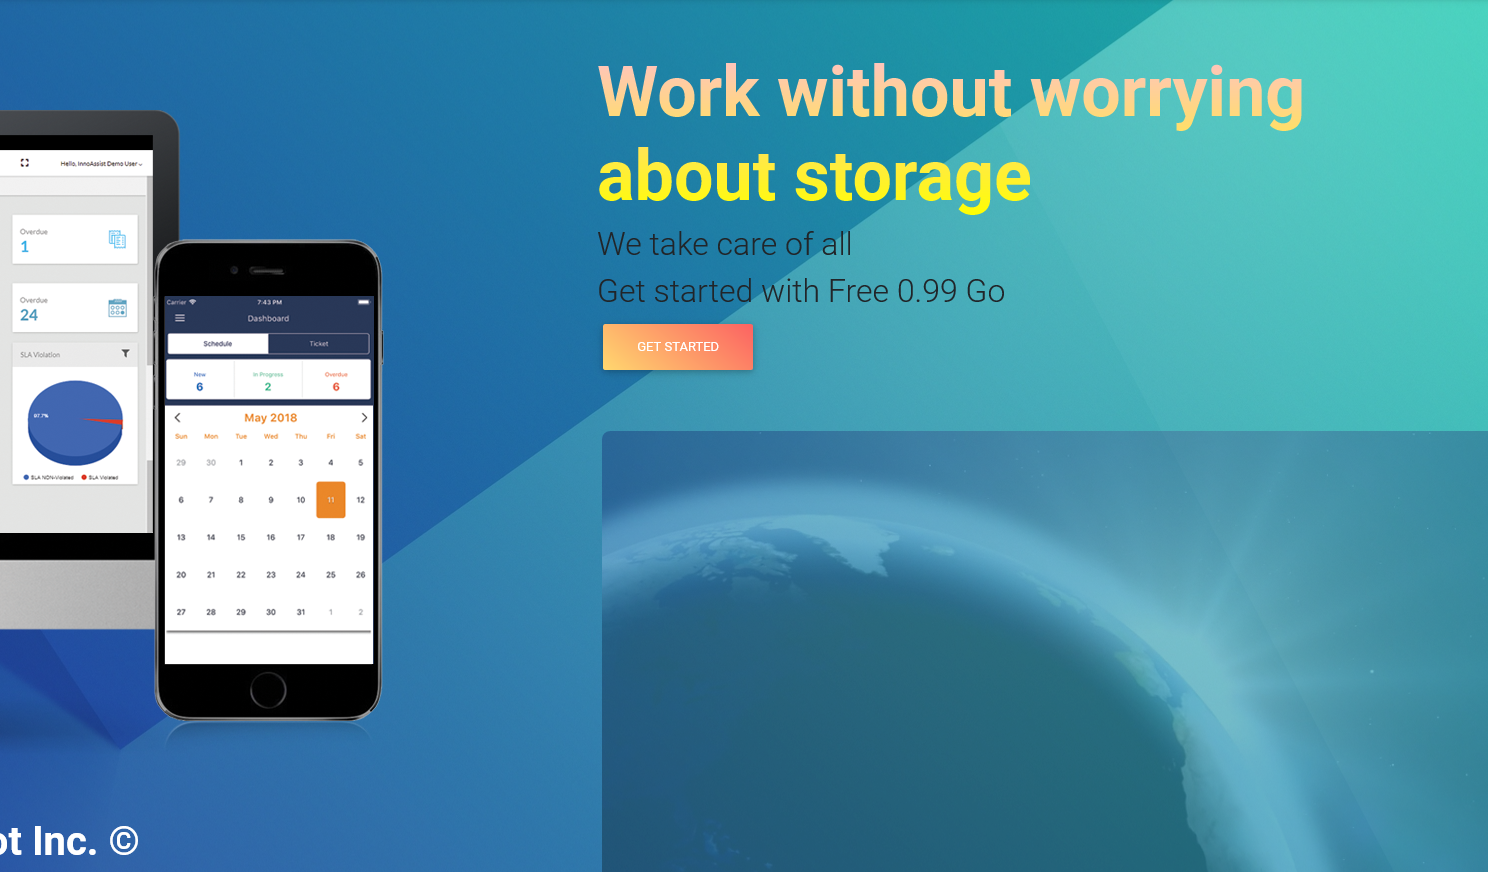 Work without worrying
about storage
We take care of all
Get started with Free 0.99 Go
GET STARTED
Hello, InnoAssist Demo User
Overdue
1
Overdue
24
SLA Violation
97.7%
SLA NON-Violated SLA Violated
Carrier 7:43 PM
Dashboard
Schedule Ticket
New In Progress Overdue
6 2 6
May 2018
Sun Mon Tue Wed Thu Fri Sat
29 30 1 2 3 4 5
6 7 8 9 10 11 12
13 14 15 16 17 18 19
20 21 22 23 24 25 26
27 28 29 30 31 1 2
ot Inc. ©